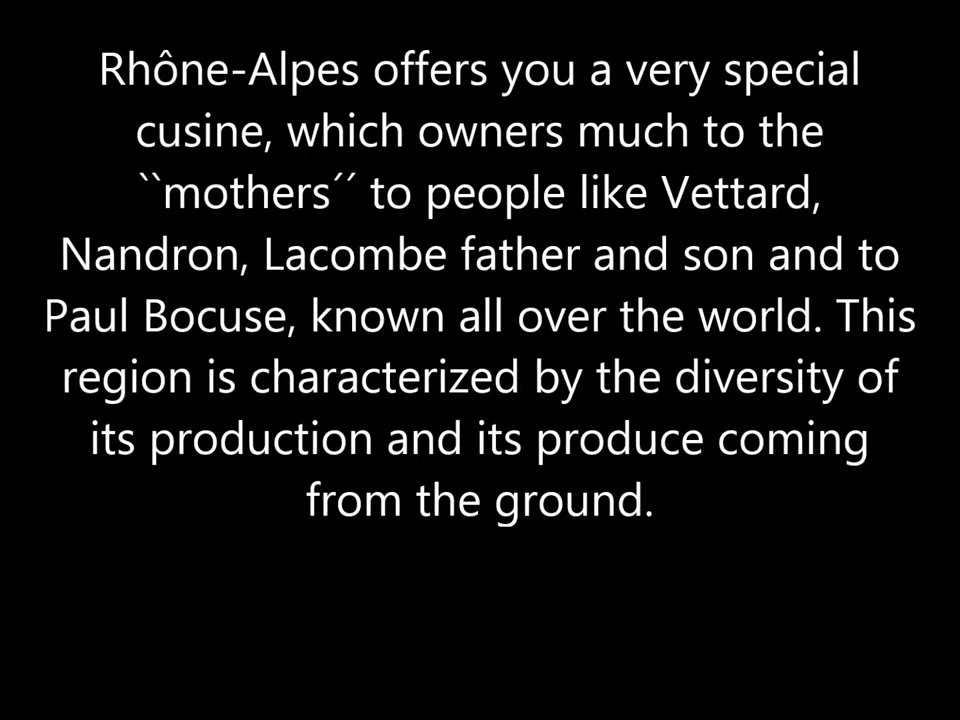 Rhône-Alpes offers you a very special
cusine, which owners much to the
``mothers´´ to people like Vettard,
Nandron, Lacombe father and son and to
Paul Bocuse, known all over the world. This
region is characterized by the diversity of
its production and its produce coming
from the ground.